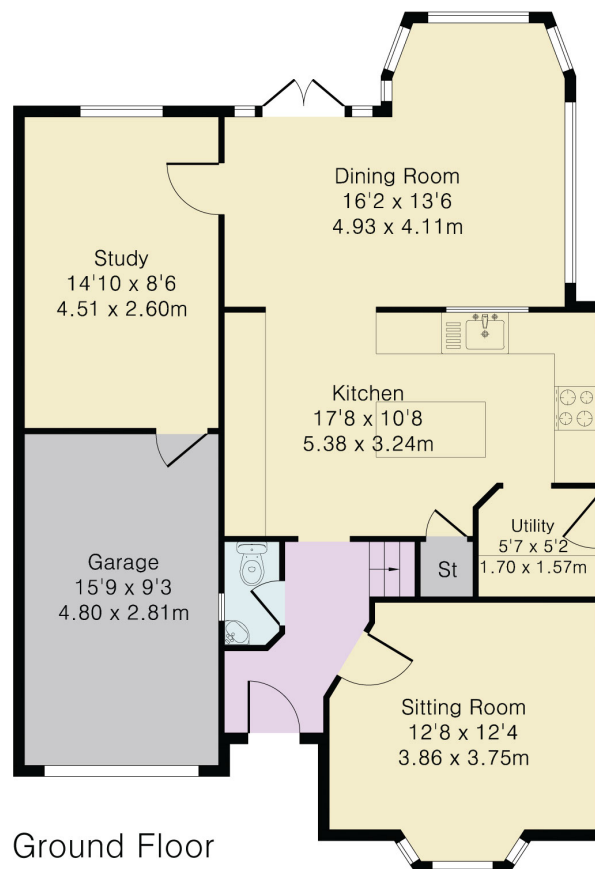 Dining Room
16'2 x 13'6
4.93 x 4.11m
Study
14'10 x 8'6
4.51 x 2.60m
Kitchen
17'8 x 10'8
5.38 x 3.24m
Utility
5'7 x 5'2
1.70 x 1.57m
Garage
15'9 x 9'3
4.80 x 2.81m
St
Sitting Room
12'8 x 12'4
3.86 x 3.75m
Ground Floor